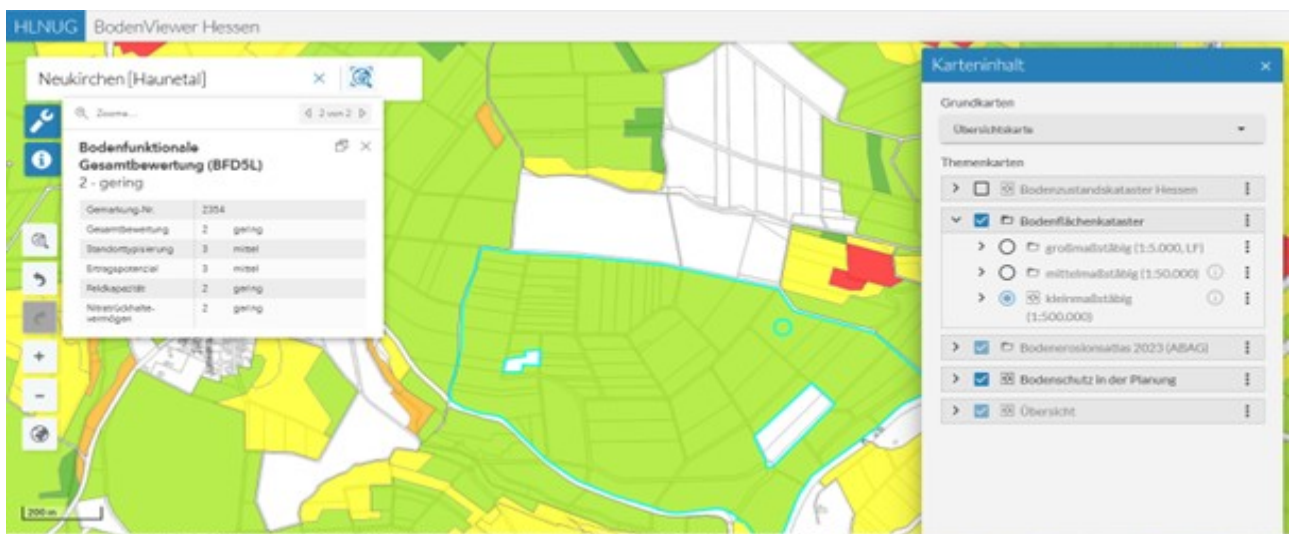 HLNUG BodenViewer Hessen
Neukirchen [Haunetal]
Zoome... 2 von 2
Bodenfunktionale
Gesamtbewertung (BFD5L)
2 - gering
Gemarkung-Nr. 2354
Gesamtbewertung 2 gering
Standorttypisierung 3 mittel
Ertragspotenzial 3 mittel
Feldkapazität 2 gering
Nitratrückhalte-
vermögen 2 gering
200 m
Karteninhalt
Grundkarten
Übersichtskarte
Themenkarten
Bodenzustandskataster Hessen
Bodenflächenkataster
großmaßstäbig (1:5.000, LF)
mittelmaßstäbig (1:50.000)
kleinmaßstäbig
(1:500.000)
Bodenerosionsatlas 2023 (ABAG)
Bodenschutz in der Planung
Übersicht